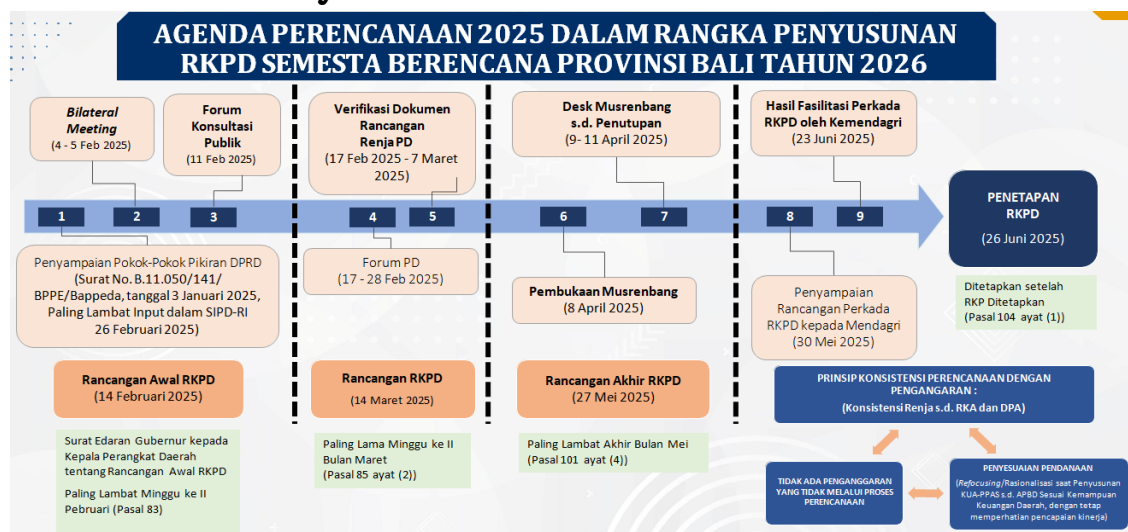 AGENDA PERENCANAAN 2025 DALAM RANGKA PENYUSUNAN
RKPD SEMESTA BERENCANA PROVINSI BALI TAHUN 2026
Bilateral
Meeting
(4 - 5 Feb 2025)
Forum
Konsultasi
Publik
(11 Feb 2025)
Verifikasi Dokumen
Rancangan
Renja PD
(17 Feb 2025 - 7 Maret
2025)
Desk Musrenbang
s.d. Penutupan
(9- 11 April 2025)
Hasil Fasilitasi Perkada
RKPD oleh Kemendagri
(23 Juni 2025)
1
2
3
4
5
6
7
8
9
PENETAPAN
RKPD
(26 Juni 2025)
Penyampaian Pokok-Pokok Pikiran DPRD
(Surat No. B.11.050/141/
BPPE/Bappeda, tanggal 3 Januari 2025,
Paling Lambat Input dalam SIPD-RI
26 Februari 2025)
Forum PD
(17 - 28 Feb 2025)
Pembukaan Musrenbang
(8 April 2025)
Penyampaian
Rancangan Perkada
RKPD kepada Mendagri
(30 Mei 2025)
Ditetapkan setelah
RKP Ditetapkan
(Pasal 104 ayat (1))
Rancangan Awal RKPD
(14 Februari 2025)
Rancangan RKPD
(14 Maret 2025)
Rancangan Akhir RKPD
(27 Mei 2025)
Surat Edaran Gubernur kepada
Kepala Perangkat Daerah
tentang Rancangan Awal RKPD
Paling Lambat Minggu ke II
Pebruari (Pasal 83)
Paling Lama Minggu ke II
Bulan Maret
(Pasal 85 ayat (2))
Paling Lambat Akhir Bulan Mei
(Pasal 101 ayat (4))
PRINSIP KONSISTENSI PERENCANAAN DENGAN
PENGANGARAN :
(Konsistensi Renja s.d. RKA dan DPA)
TIDAK ADA PENGANGGARAN
YANG TIDAK MELALUI PROSES
PERENCANAAN
PENYESUAIAN PENDANAAN
(Refocusing/Rasionalisasi saat Penyusunan
KUA-PPAS s.d. APBD Sesuai Kemampuan
Keuangan Daerah, dengan tetap
memperhatian pencapaian kinerja)